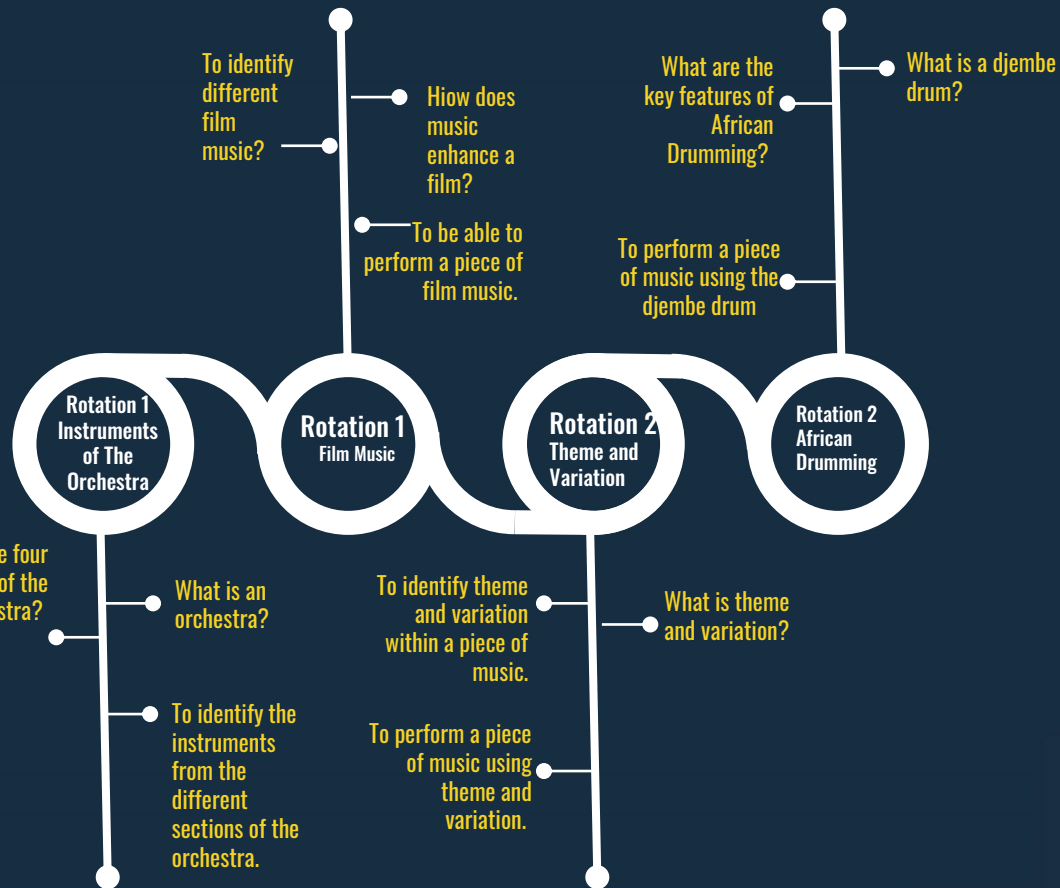 To identify
different
film
music?
Hiow does
music
enhance a
film?
To be able to
perform a piece of
film music.
What are the
key features of
African
Drumming?
What is a djembe
drum?
To perform a piece
of music using the
djembe drum
Rotation 1
Instruments
of The
Orchestra
Rotation 1
Film Music
Rotation 2
Theme and
Variation
Rotation 2
African
Drumming
four
of the
What is an
orchestra?
To identify the
instruments
from the
different
sections of the
orchestra.
To identify theme
and variation
within a piece of
music.
What is theme
and variation?
To perform a piece
of music using
theme and
variation.